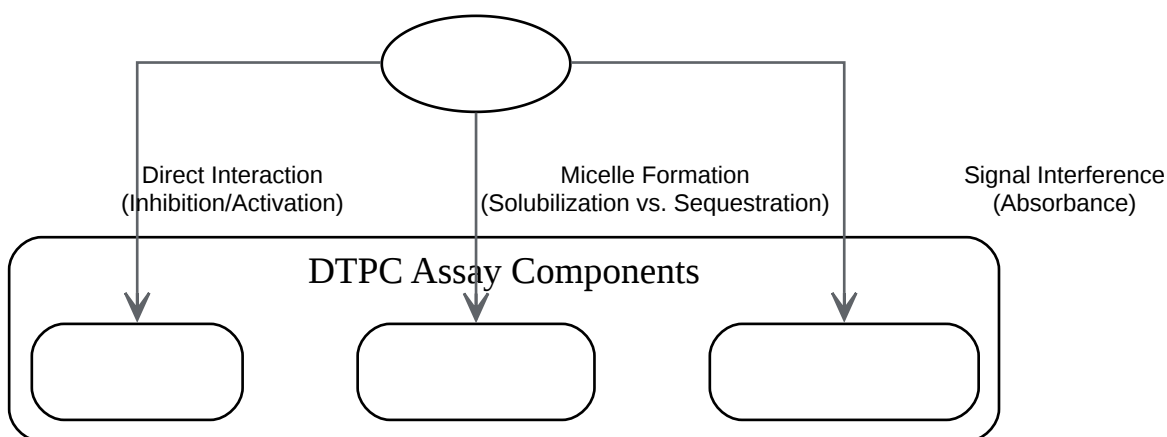 Direct Interaction
(Inhibition/Activation)
Micelle Formation
(Solubilization vs. Sequestration)
Signal Interference
(Absorbance)
DTPC Assay Components